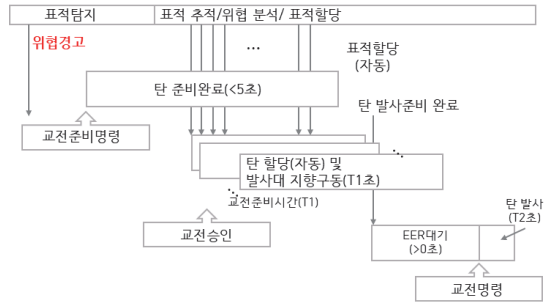 표적탐지
표적 추적/위협 분석/ 표적할당
위협경고
...
표적할당
(자동)
탄 준비완료(<5초)
탄 발사준비 완료
교전준비명령
탄 할당(자동) 및
발사대 지향구동(T1초)
교전준비시간(T1)
탄 발사
(T2초)
교전승인
EER대기
(>0초)
교전명령